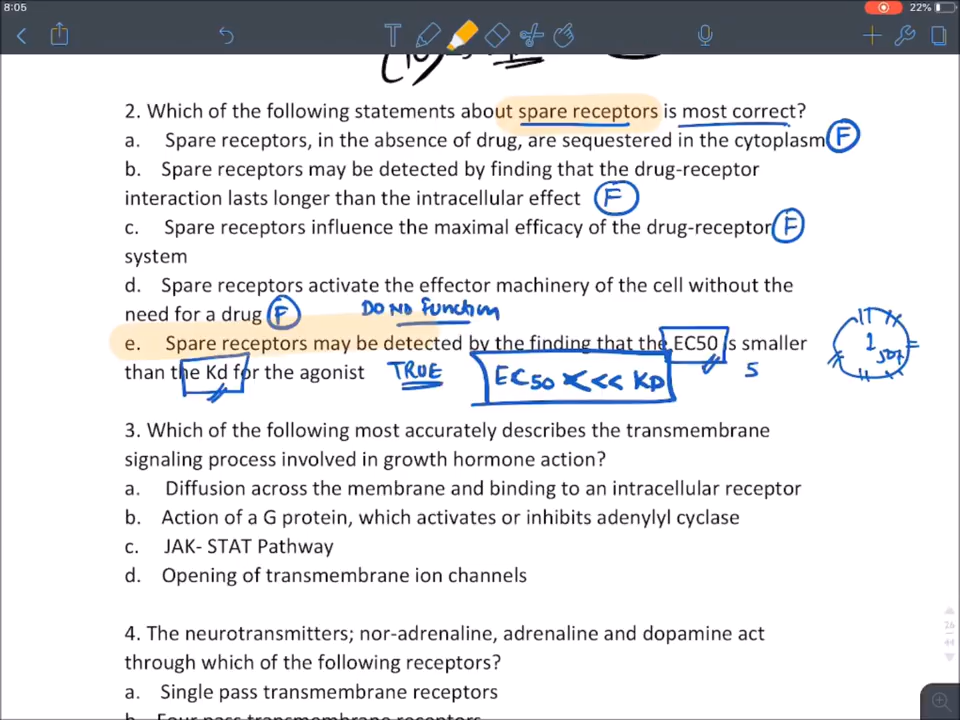 8:05
22%
2. Which of the following statements about spare receptors is most correct?
a. Spare receptors, in the absence of drug, are sequestered in the cytoplasm F
b. Spare receptors may be detected by finding that the drug-receptor
interaction lasts longer than the intracellular effect F
c. Spare receptors influence the maximal efficacy of the drug-receptor F
system
d. Spare receptors activate the effector machinery of the cell without the
need for a drug F DO NO function
e. Spare receptors may be detected by the finding that the EC50 is smaller
than the Kd for the agonist TRUE EC50 <<< KD 5
3. Which of the following most accurately describes the transmembrane
signaling process involved in growth hormone action?
a. Diffusion across the membrane and binding to an intracellular receptor
b. Action of a G protein, which activates or inhibits adenylyl cyclase
c. JAK- STAT Pathway
d. Opening of transmembrane ion channels
4. The neurotransmitters; nor-adrenaline, adrenaline and dopamine act
through which of the following receptors?
a. Single pass transmembrane receptors
b. Four pass transmembrane receptors